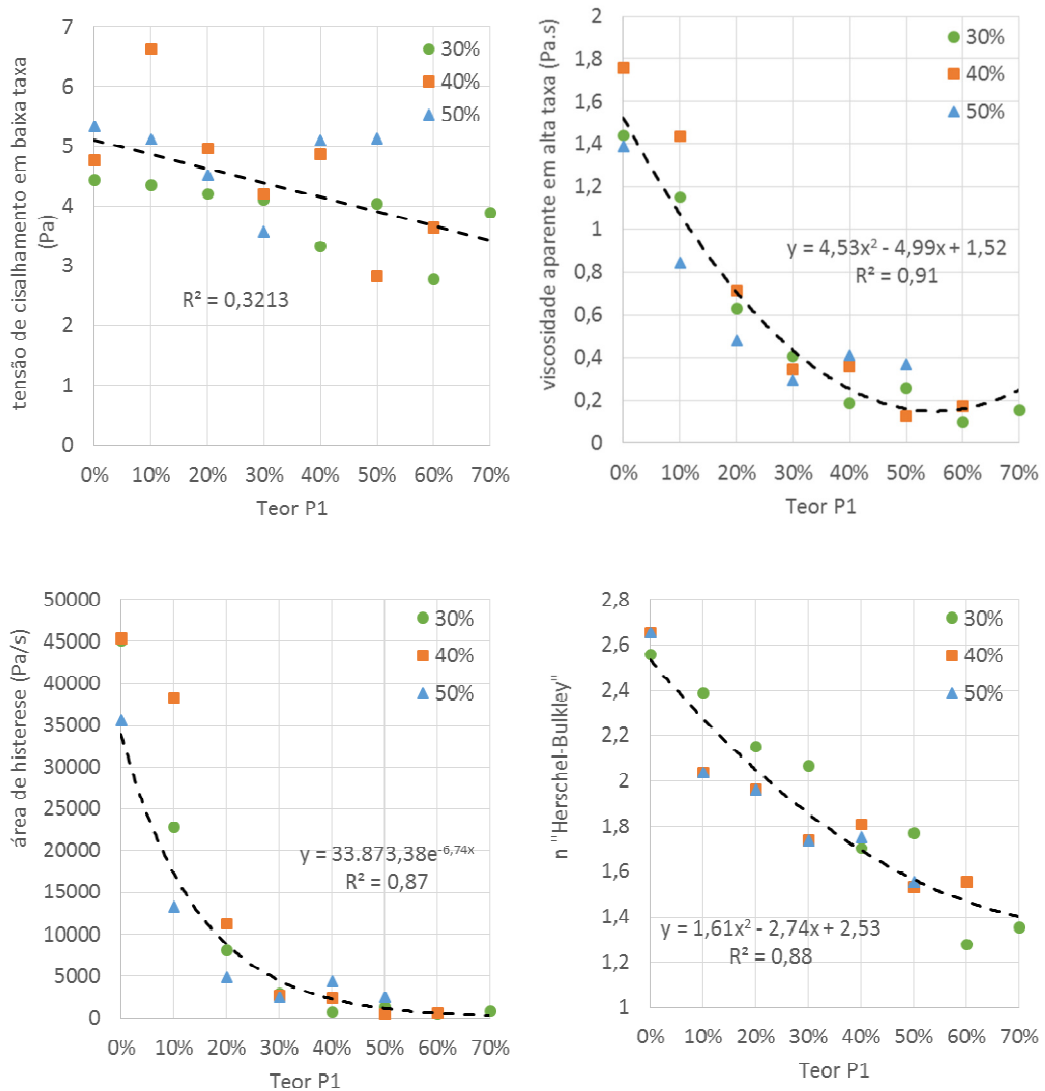 tensão de cisalhamento em baixa taxa
(Pa)
7
6
5
4
3
2
1
0
30%
40%
50%
R² = 0,3213
0% 10% 20% 30% 40% 50% 60% 70%
Teor P1
viscosidade aparente em alta taxa (Pa.s)
2
1,8
1,6
1,4
1,2
1
0,8
0,6
0,4
0,2
0
30%
40%
50%
y = 4,53x² - 4,99x + 1,52
R² = 0,91
0% 10% 20% 30% 40% 50% 60% 70%
Teor P1
área de histerese (Pa/s)
50000
45000
40000
35000
30000
25000
20000
15000
10000
5000
0
30%
40%
50%
y = 33.873,38e⁻⁶,⁷⁴ˣ
R² = 0,87
0% 10% 20% 30% 40% 50% 60% 70%
Teor P1
n "Herschel-Bulkley"
2,8
2,6
2,4
2,2
2
1,8
1,6
1,4
1,2
1
30%
40%
50%
y = 1,61x² - 2,74x + 2,53
R² = 0,88
0% 10% 20% 30% 40% 50% 60% 70%
Teor P1